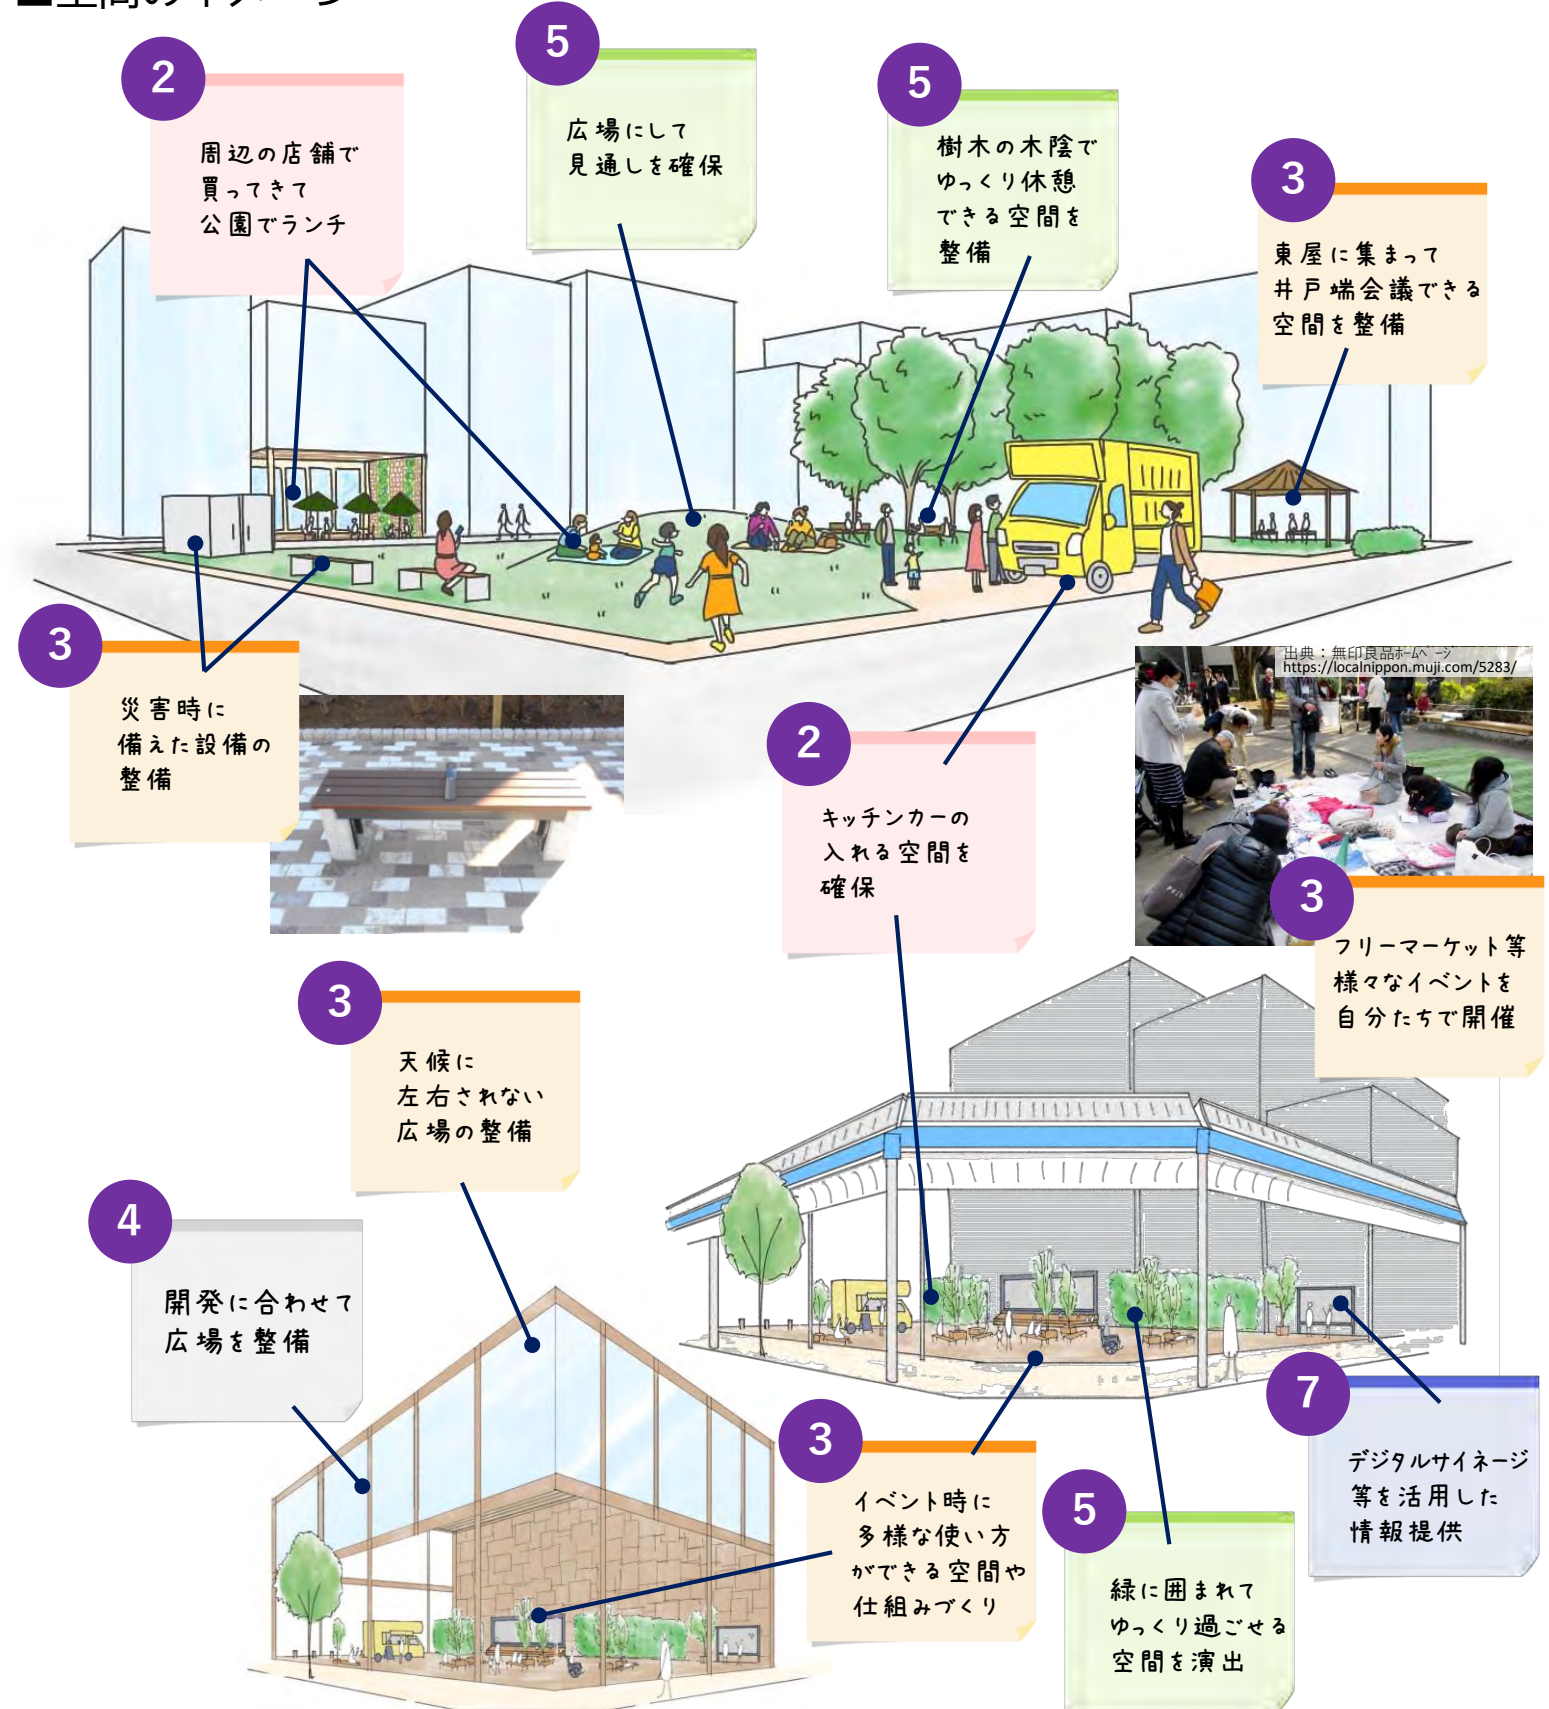 ■空間のイメージ
2
周辺の店舗で
買ってきて
公園でランチ
5
広場にして
見通しを確保
5
樹木の木陰で
ゆっくり休憩
できる空間を
整備
3
東屋に集まって
井戸端会議できる
空間を整備
3
災害時に
備えた設備の
整備
2
キッチンカーの
入れる空間を
確保
出典：無印良品ホームページ
https://localnippon.muji.com/5283/
3
フリーマーケット等
様々なイベントを
自分たちで開催
3
天候に
左右されない
広場の整備
4
開発に合わせて
広場を整備
3
イベント時に
多様な使い方
ができる空間や
仕組みづくり
5
緑に囲まれて
ゆっくり過ごせる
空間を演出
7
デジタルサイネージ
等を活用した
情報提供